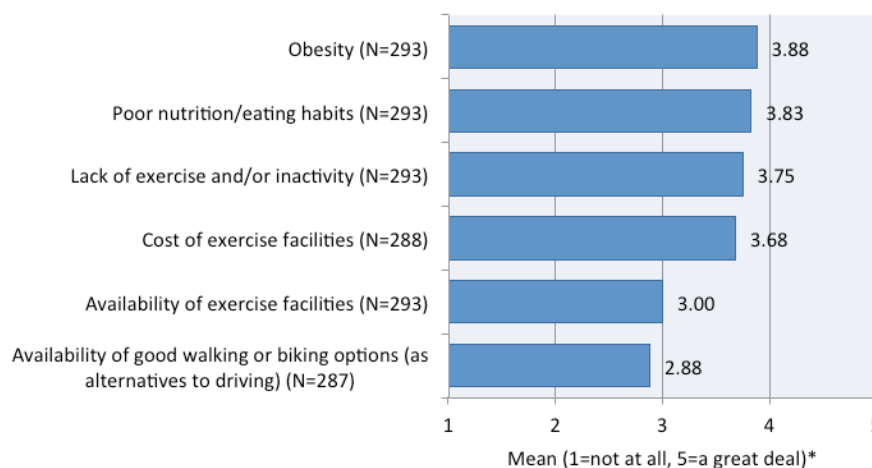 Obesity (N=293)
3.88
Poor nutrition/eating habits (N=293)
3.83
Lack of exercise and/or inactivity (N=293)
3.75
Cost of exercise facilities (N=288)
3.68
Availability of exercise facilities (N=293)
3.00
Availability of good walking or biking options (as
alternatives to driving) (N=287)
2.88
1 2 3 4 5
Mean (1=not at all, 5=a great deal)*